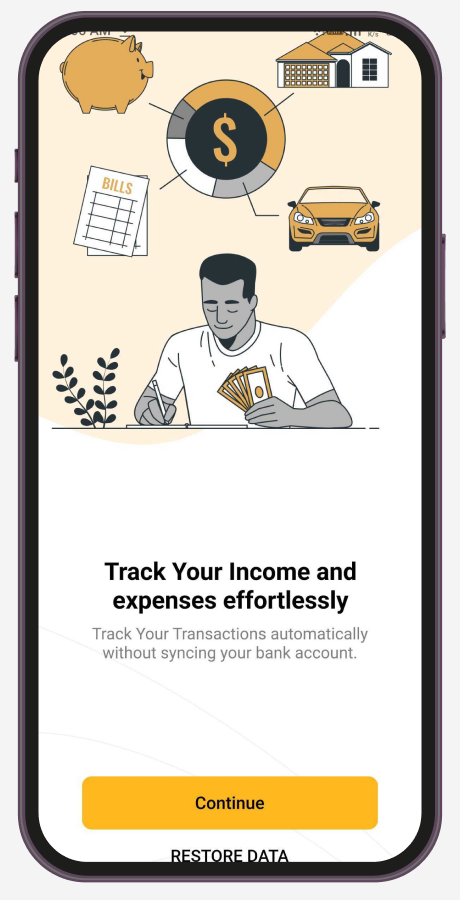 AM
$
BILLS
Track Your Income and
expenses effortlessly
Track Your Transactions automatically
without syncing your bank account.
Continue
RESTORE DATA